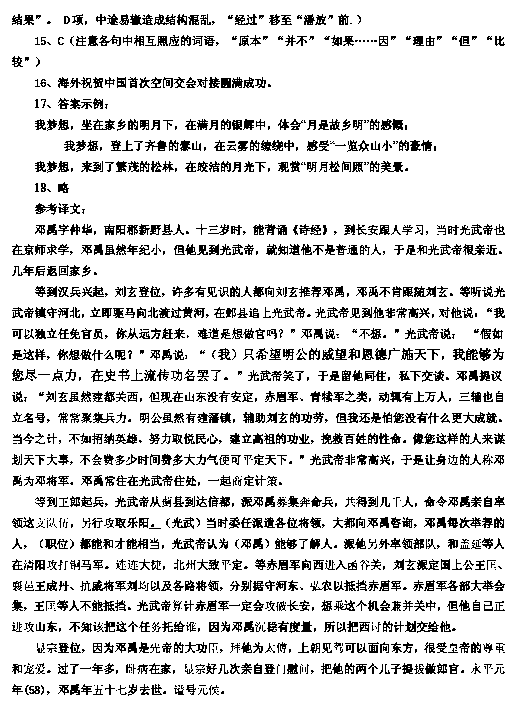 结果”。 D项，中途易辙造成结构混乱，“经过”移至“播放”前.）
15、C（注意各句中相互照应的词语，“原本”“并不”“如果……因”“理由”“但”“比
较”）
16、海外祝贺中国首次空间交会对接圆满成功。
17、答案示例：
我梦想，坐在家乡的明月下，在满月的银辉中，体会“月是故乡明”的感慨；
我梦想，登上了齐鲁的泰山，在云雾的缭绕中，感受“一览众山小”的豪情；
我梦想，来到了繁茂的松林，在皎洁的月光下，观赏“明月松间照”的美景。
18、略
参考译文：
邓禹字仲华，南阳郡新野县人。十三岁时，能背诵《诗经》，到长安跟人学习，当时光武帝也
在京师求学，邓禹虽然年纪小，但他见到光武帝，就知道他不是普通的人，于是和光武帝很亲近。
几年后返回家乡。
等到汉兵兴起，刘玄登位，许多有见识的人都向刘玄推荐邓禹，邓禹不肯跟随刘玄。等听说光
武帝镇守河北，立即驱马向北渡过黄河，在邺县追上光武帝。光武帝见到他非常高兴，对他说：“我
可以独立任免官员，你从远方赶来，难道是想做官吗？”邓禹说：“不想。”光武帝说： “假如
是这样，你想做什么呢？”邓禹说：“（我）只希望明公的威望和恩德广施天下，我能够为
您尽一点力，在史书上流传功名罢了。”光武帝笑了，于是留他同住，私下交谈。邓禹提议
说：“刘玄虽然建都关西，但现在山东没有安定，赤眉军、青犊军之类，动辄有上万人，三辅也自
立名号，常常聚集兵力。明公虽然有建藩镇，辅助刘玄的功劳，但我还是怕您没有什么更大成就。
当今之计，不如招纳英雄，努力取悦民心，建立高祖的功业，挽救百姓的性命。像您这样的人来谋
划天下大事，不会费多少时间费多大力气便可平定天下。”光武帝非常高兴，于是让身边的人称邓
禹为邓将军。邓禹常住在光武帝住处，一起商定计策。
等到王郎起兵，光武帝从蓟县到达信都，派邓禹募集奔命兵，共得到几千人，命令邓禹亲自率
领这支队伍，另行攻取乐阳。（光武）当时委任派遣各位将领，大都向邓禹咨询，邓禹每次举荐的
人，（职位）都能和才能相当，光武帝认为（邓禹）能够了解人。派他另外率领部队，和盖延等人
在清阳攻打铜马军。连连大捷，北州大致平定。等赤眉军向西进入函谷关，刘玄派定国上公王匡、
襄邑王成丹、抗威将军刘均以及各路将领，分别据守河东、弘农以抵挡赤眉军。赤眉军各部大举会
集，王匡等人不能抵挡。光武帝算计赤眉军一定会攻破长安，想乘这个机会兼并关中，但他自己正
进攻山东，不知该把这个任务托给谁，因为邓禹沉稳有度量，所以把西讨的计划交给他。
显宗登位，因为邓禹是光帝的大功臣，拜他为太傅，上朝见驾可以面向东方，很受皇帝的尊重
和宠爱。过了一年多，卧病在家，显宗好几次亲自登门慰问，把他的两个儿子提拔做郎官。永平元
年(58)，邓禹年五十七岁去世。谥号元侯。